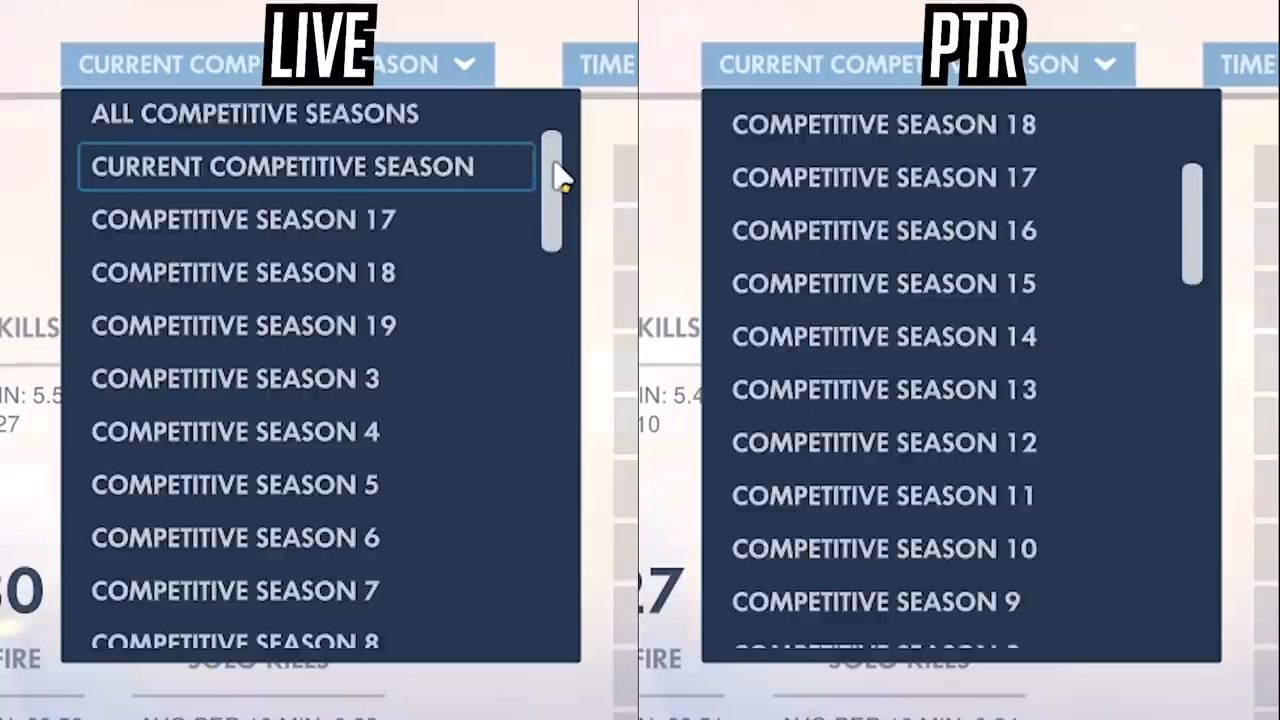 LIVE
CURRENT COMP ASON
TIME
ALL COMPETITIVE SEASONS
CURRENT COMPETITIVE SEASON
COMPETITIVE SEASON 17
COMPETITIVE SEASON 18
COMPETITIVE SEASON 19
COMPETITIVE SEASON 3
COMPETITIVE SEASON 4
COMPETITIVE SEASON 5
COMPETITIVE SEASON 6
COMPETITIVE SEASON 7
COMPETITIVE SEASON 8
KILLS
IN: 5.5
27
30
FIRE
SOLO KILLS
PTR
CURRENT COMPET SON
TIME
COMPETITIVE SEASON 18
COMPETITIVE SEASON 17
COMPETITIVE SEASON 16
COMPETITIVE SEASON 15
COMPETITIVE SEASON 14
COMPETITIVE SEASON 13
COMPETITIVE SEASON 12
COMPETITIVE SEASON 11
COMPETITIVE SEASON 10
COMPETITIVE SEASON 9
KILLS
IN: 5.4
10
27
FIRE
SOLO KILLS